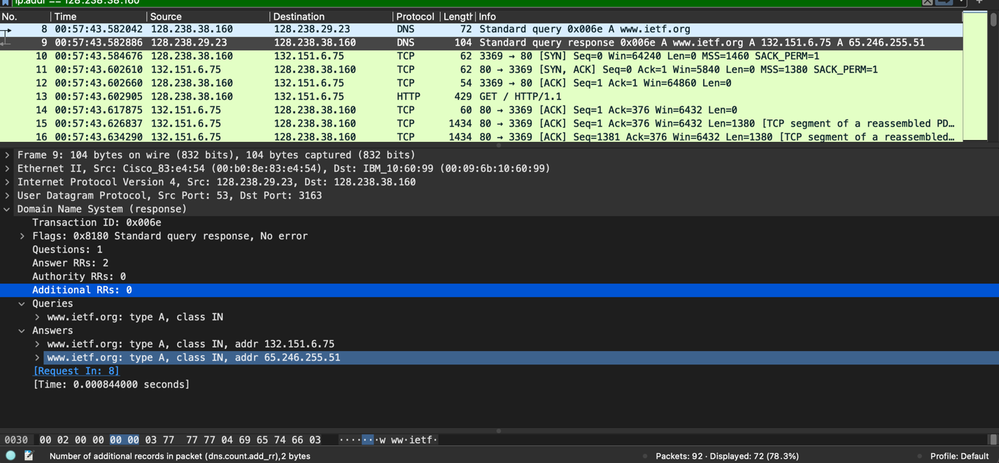 ip.addr == 128.238.38.160
No. Time Source Destination Protocol Length Info
8 00:57:43.582042 128.238.38.160 128.238.29.23 DNS 72 Standard query 0x006e A www.ietf.org
9 00:57:43.582886 128.238.29.23 128.238.38.160 DNS 104 Standard query response 0x006e A www.ietf.org A 132.151.6.75 A 65.246.255.51
10 00:57:43.584676 128.238.38.160 132.151.6.75 TCP 62 3369 → 80 [SYN] Seq=0 Win=64240 Len=0 MSS=1460 SACK_PERM=1
11 00:57:43.602610 132.151.6.75 128.238.38.160 TCP 62 80 → 3369 [SYN, ACK] Seq=0 Ack=1 Win=5840 Len=0 MSS=1380 SACK_PERM=1
12 00:57:43.602660 128.238.38.160 132.151.6.75 TCP 54 3369 → 80 [ACK] Seq=1 Ack=1 Win=64860 Len=0
13 00:57:43.602905 128.238.38.160 132.151.6.75 HTTP 429 GET / HTTP/1.1
14 00:57:43.617875 132.151.6.75 128.238.38.160 TCP 60 80 → 3369 [ACK] Seq=1 Ack=376 Win=6432 Len=0
15 00:57:43.626837 132.151.6.75 128.238.38.160 TCP 1434 80 → 3369 [ACK] Seq=1 Ack=376 Win=6432 Len=1380 [TCP segment of a reassembled PD…
16 00:57:43.634290 132.151.6.75 128.238.38.160 TCP 1434 80 → 3369 [ACK] Seq=1381 Ack=376 Win=6432 Len=1380 [TCP segment of a reassembled…
Frame 9: 104 bytes on wire (832 bits), 104 bytes captured (832 bits)
Ethernet II, Src: Cisco_83:e4:54 (00:b0:8e:83:e4:54), Dst: IBM_10:60:99 (00:09:6b:10:60:99)
Internet Protocol Version 4, Src: 128.238.29.23, Dst: 128.238.38.160
User Datagram Protocol, Src Port: 53, Dst Port: 3163
Domain Name System (response)
Transaction ID: 0x006e
Flags: 0x8180 Standard query response, No error
Questions: 1
Answer RRs: 2
Authority RRs: 0
Additional RRs: 0
Queries
www.ietf.org: type A, class IN
Answers
www.ietf.org: type A, class IN, addr 132.151.6.75
www.ietf.org: type A, class IN, addr 65.246.255.51
[Request In: 8]
[Time: 0.000844000 seconds]
0030 00 02 00 00 00 00 03 77 77 77 04 69 65 74 66 03 ······w ww·ietf·
Number of additional records in packet (dns.count.add_rr),2 bytes Packets: 92 · Displayed: 72 (78.3%) Profile: Default